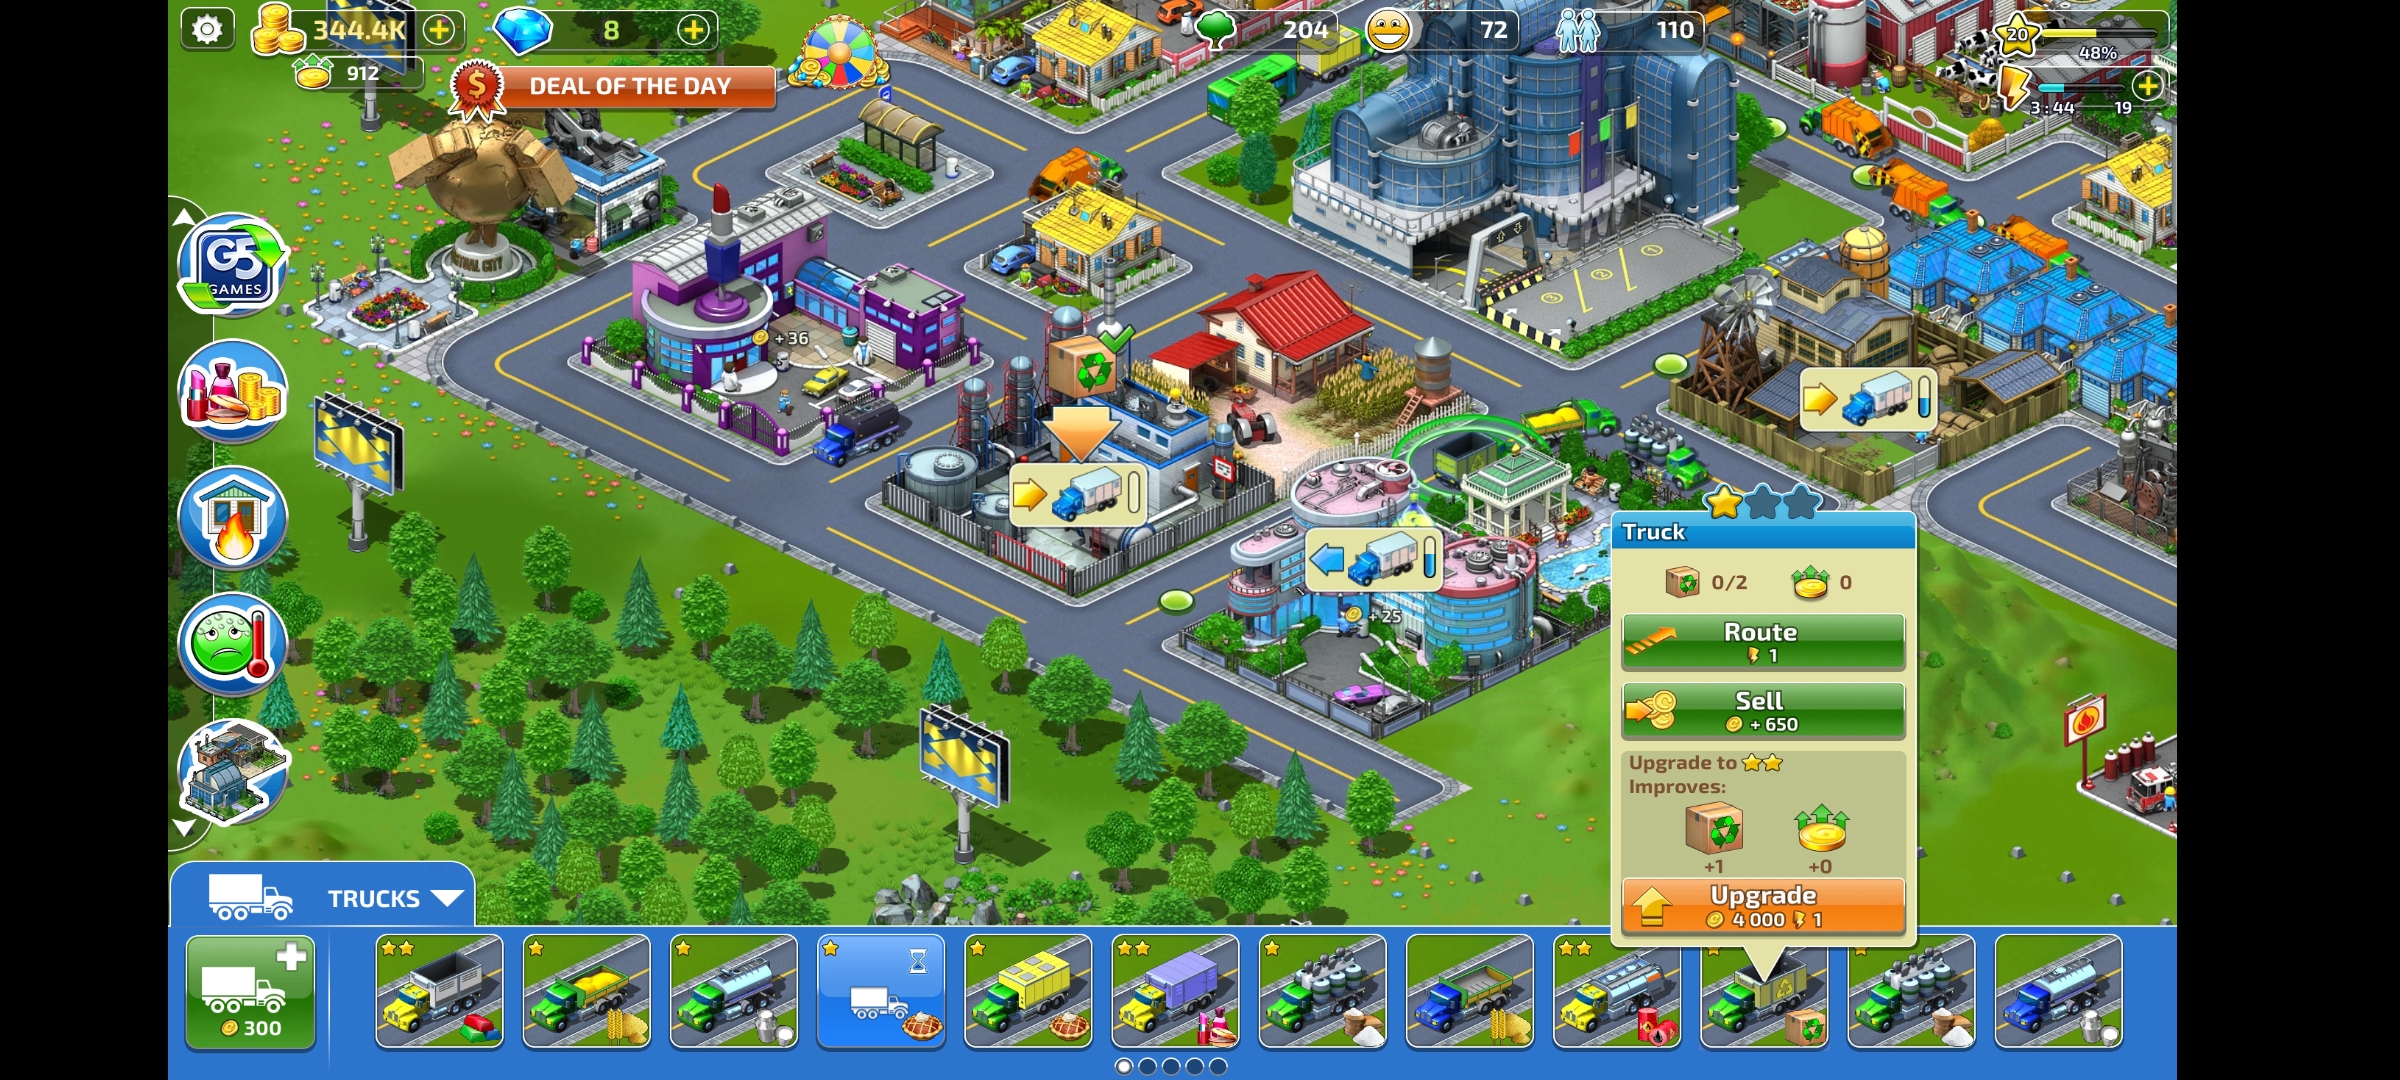 344.4K
8
204
72
110
20
48%
912
DEAL OF THE DAY
3:44
19
G5
GAMES
+36
+25
Truck
0/2
0
Route
1
Sell
+ 650
Upgrade to
Improves:
+1
+0
Upgrade
4 000
1
TRUCKS
300